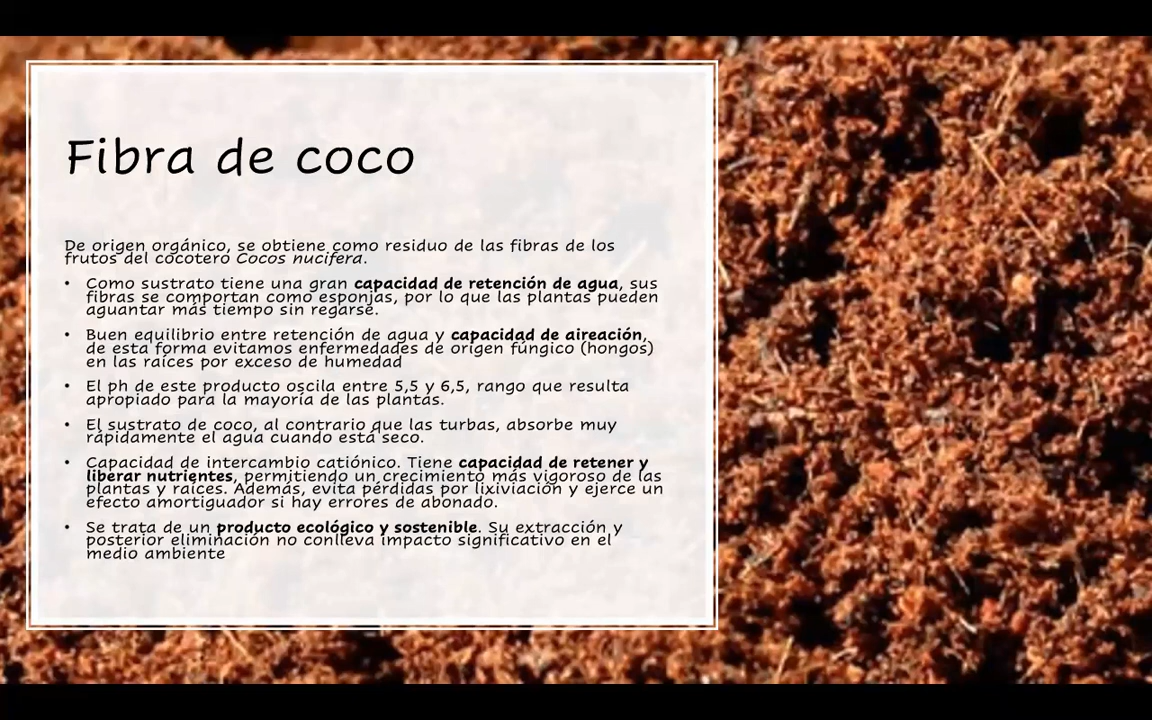 Fibra de coco
De origen orgánico, se obtiene como residuo de las fibras de los
frutos del cocotero Cocos nucifera.
• Como sustrato tiene una gran capacidad de retención de agua, sus
fibras se comportan como esponjas, por lo que las plantas pueden
aguantar más tiempo sin regarse.
• Buen equilibrio entre retención de agua y capacidad de aireación,
de esta forma evitamos enfermedades de origen fúngico (hongos)
en las raíces por exceso de humedad
• El ph de este producto oscila entre 5,5 y 6,5, rango que resulta
apropiado para la mayoría de las plantas.
• El sustrato de coco, al contrario que las turbas, absorbe muy
rápidamente el agua cuando está seco.
• Capacidad de intercambio catiónico. Tiene capacidad de retener y
liberar nutrientes, permitiendo un crecimiento más vigoroso de las
plantas y raíces. Además, evita pérdidas por lixiviación y ejerce un
efecto amortiguador si hay errores de abonado.
• Se trata de un producto ecológico y sostenible. Su extracción y
posterior eliminación no conlleva impacto significativo en el
medio ambiente